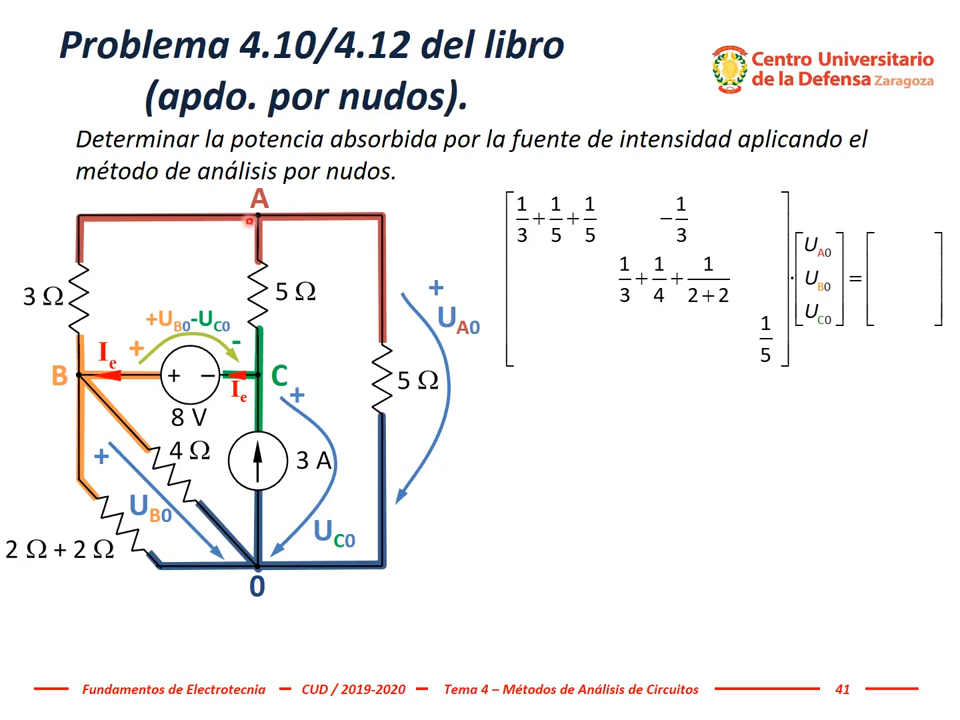 Problema 4.10/4.12 del libro
(apdo. por nudos).
Centro Universitario
de la Defensa Zaragoza
Determinar la potencia absorbida por la fuente de intensidad aplicando el
método de análisis por nudos.
A
3 Ω
5 Ω
+U_B0-U_C0
+
-
I_e
B
+ −
C
I_e
8 V
+
4 Ω
3 A
+
U_B0
U_C0
2 Ω + 2 Ω
0
+
U_A0
5 Ω
1/3 + 1/5 + 1/5   −1/3
1/3 + 1/4 + 1/(2+2)
1/5
·
U_A0
U_B0
U_C0
=
Fundamentos de Electrotecnia
CUD / 2019-2020
Tema 4 – Métodos de Análisis de Circuitos
41